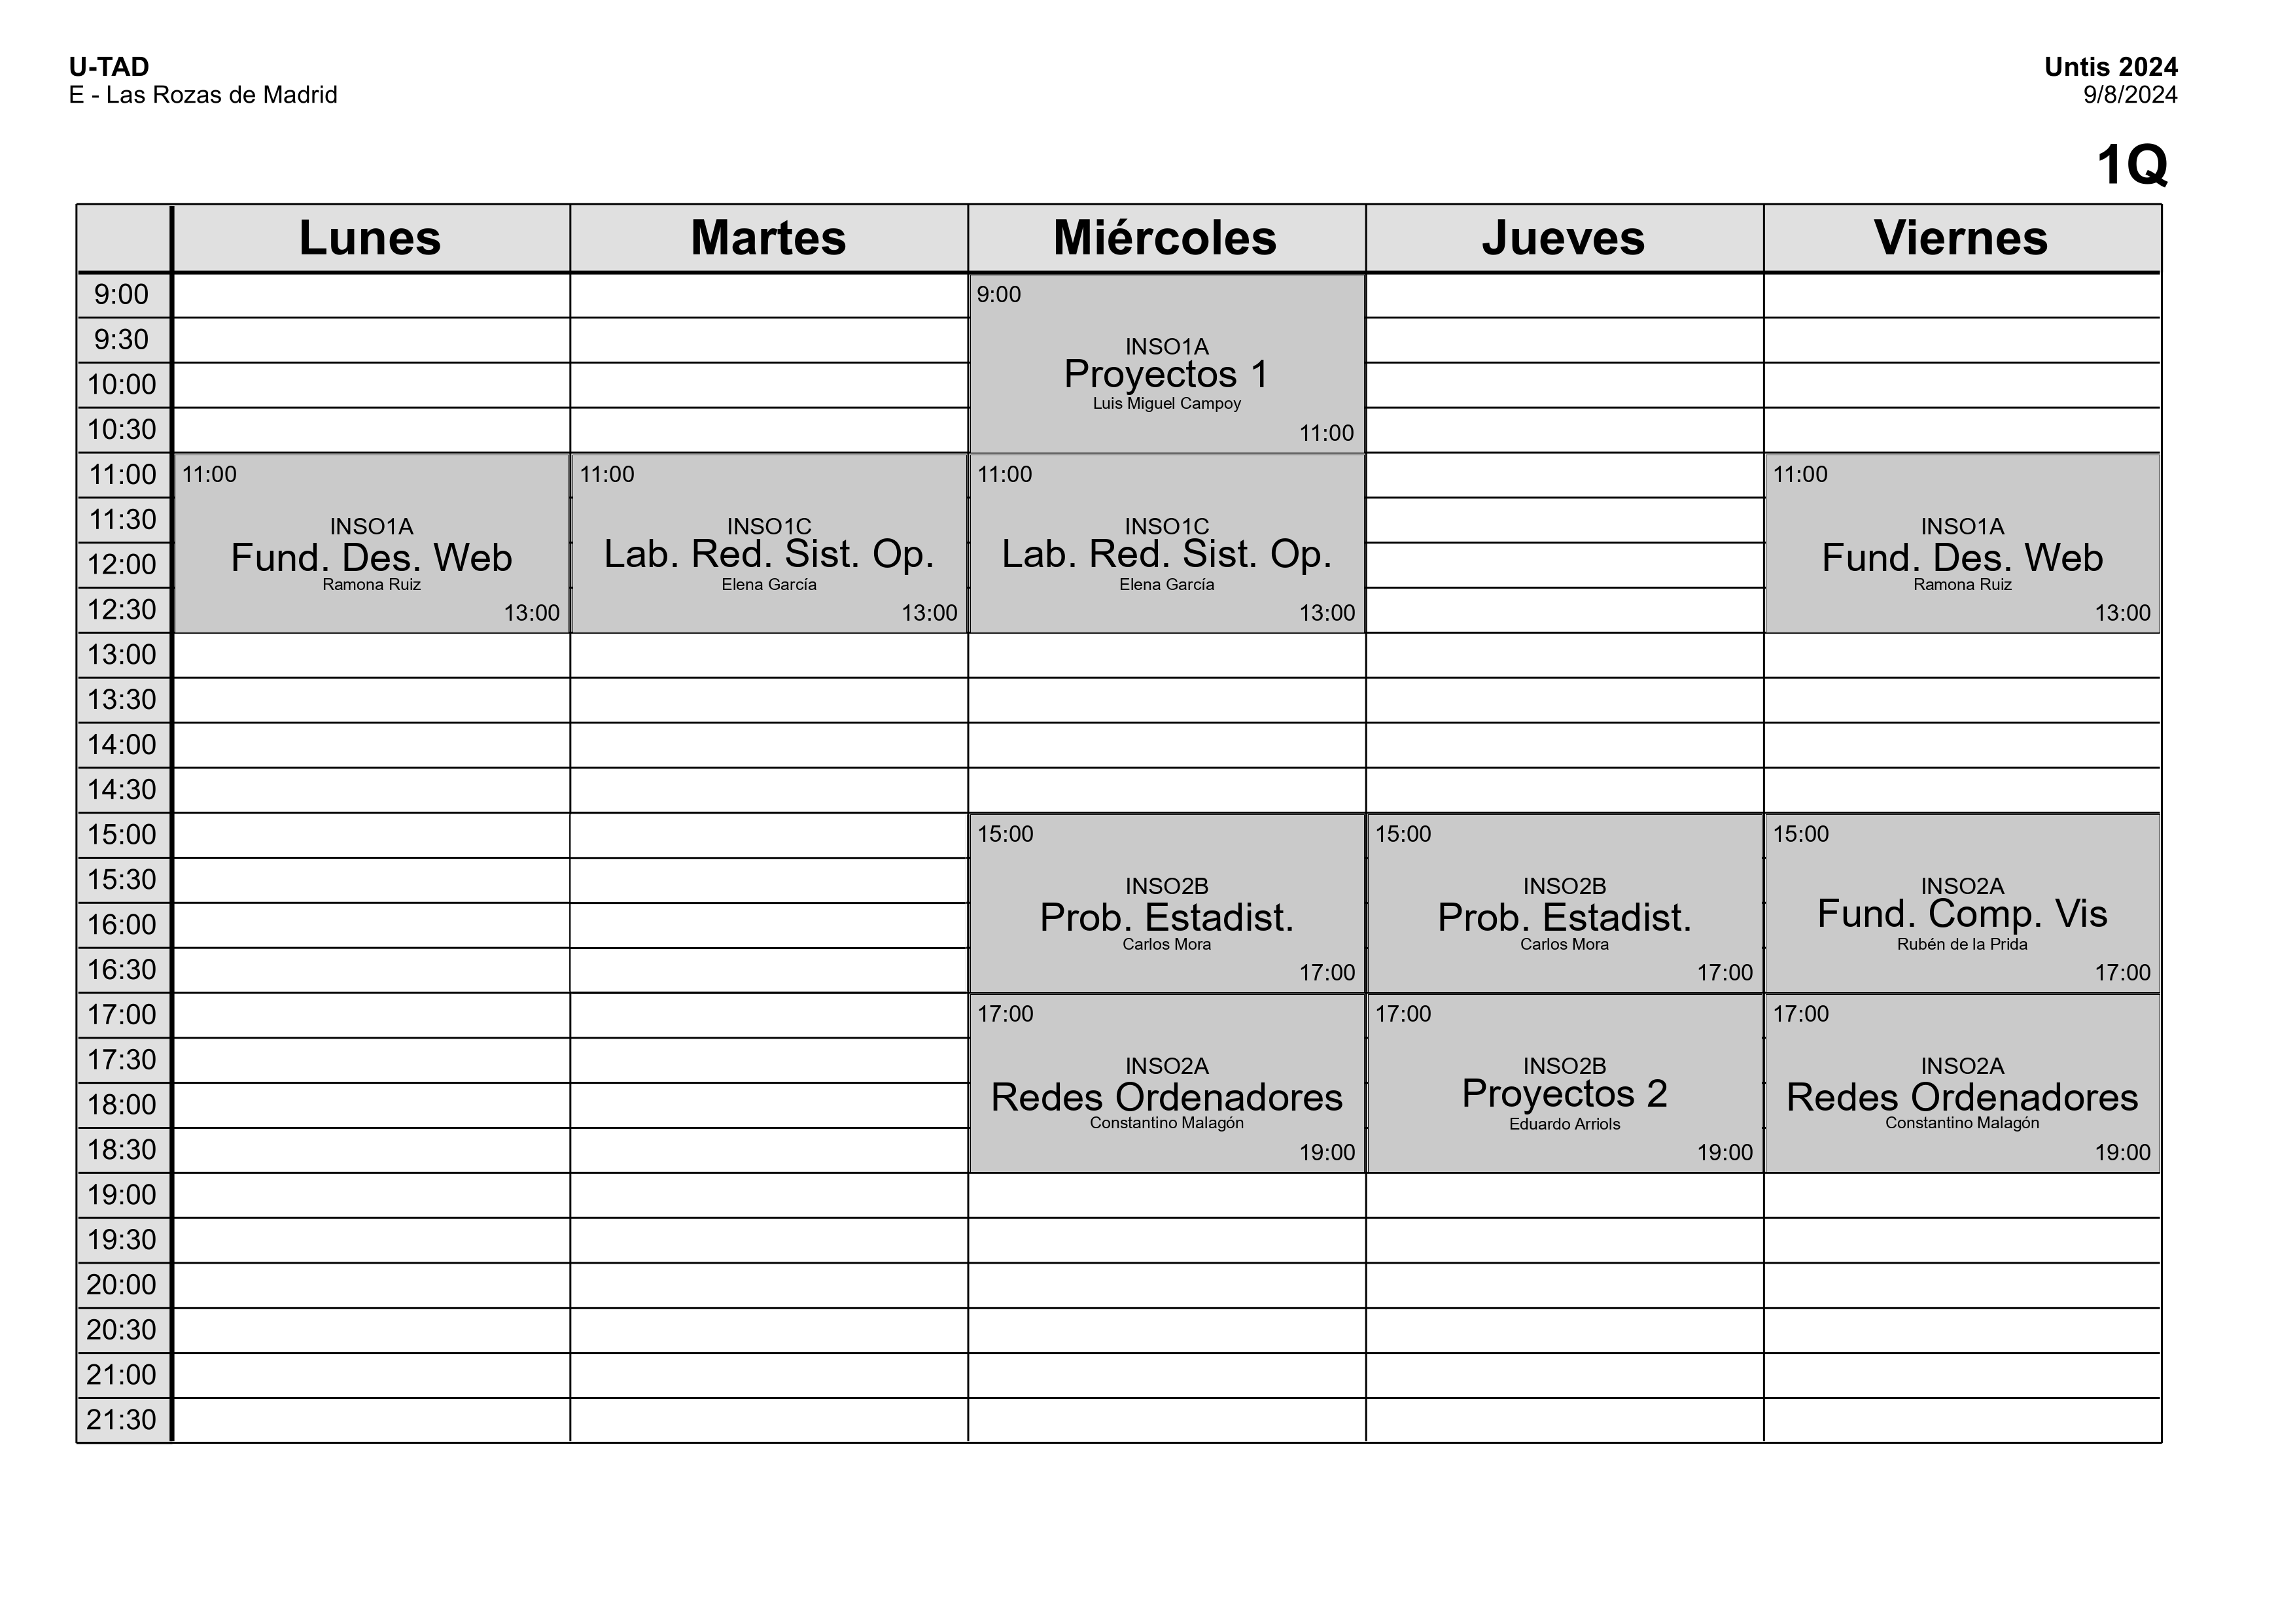 U-TAD
E - Las Rozas de Madrid
Untis 2024
9/8/2024
1Q
Lunes Martes Miércoles Jueves Viernes
9:00
9:30
10:00
10:30
11:00
11:30
12:00
12:30
13:00
13:30
14:00
14:30
15:00
15:30
16:00
16:30
17:00
17:30
18:00
18:30
19:00
19:30
20:00
20:30
21:00
21:30
11:00
INSO1A
Fund. Des. Web
Ramona Ruiz
13:00
11:00
INSO1C
Lab. Red. Sist. Op.
Elena García
13:00
9:00
INSO1A
Proyectos 1
Luis Miguel Campoy
11:00
11:00
INSO1C
Lab. Red. Sist. Op.
Elena García
13:00
15:00
INSO2B
Prob. Estadist.
Carlos Mora
17:00
17:00
INSO2A
Redes Ordenadores
Constantino Malagón
19:00
15:00
INSO2B
Prob. Estadist.
Carlos Mora
17:00
17:00
INSO2B
Proyectos 2
Eduardo Arriols
19:00
11:00
INSO1A
Fund. Des. Web
Ramona Ruiz
13:00
15:00
INSO2A
Fund. Comp. Vis
Rubén de la Prida
17:00
17:00
INSO2A
Redes Ordenadores
Constantino Malagón
19:00